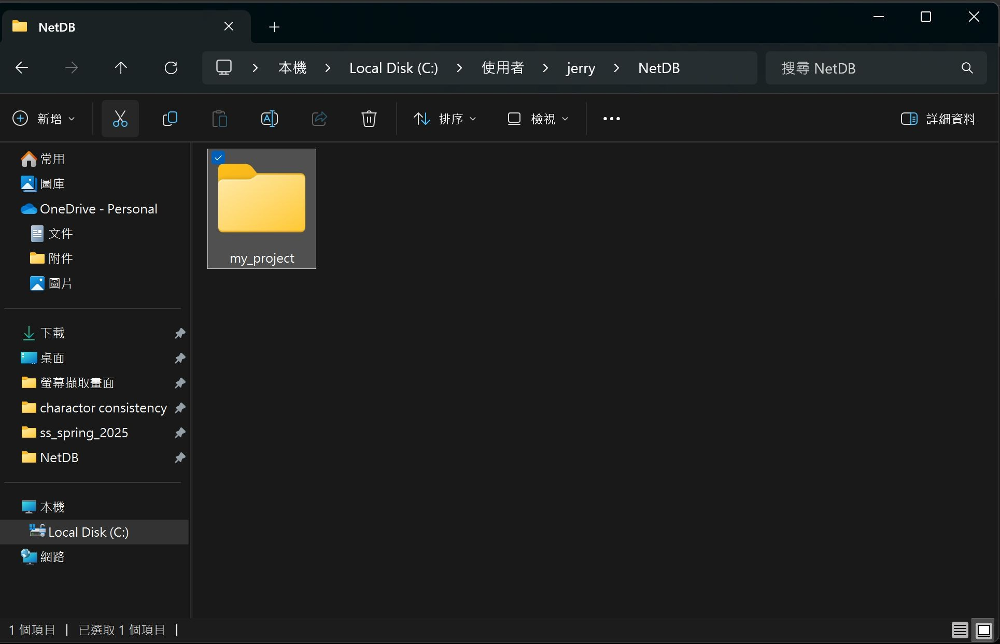 NetDB
本機 Local Disk (C:) 使用者 jerry NetDB
搜尋 NetDB
新增
排序
檢視
詳細資料
常用
圖庫
OneDrive - Personal
文件
附件
圖片
下載
桌面
螢幕擷取畫面
charactor consistency
ss_spring_2025
NetDB
本機
Local Disk (C:)
網路
my_project
1 個項目 已選取 1 個項目